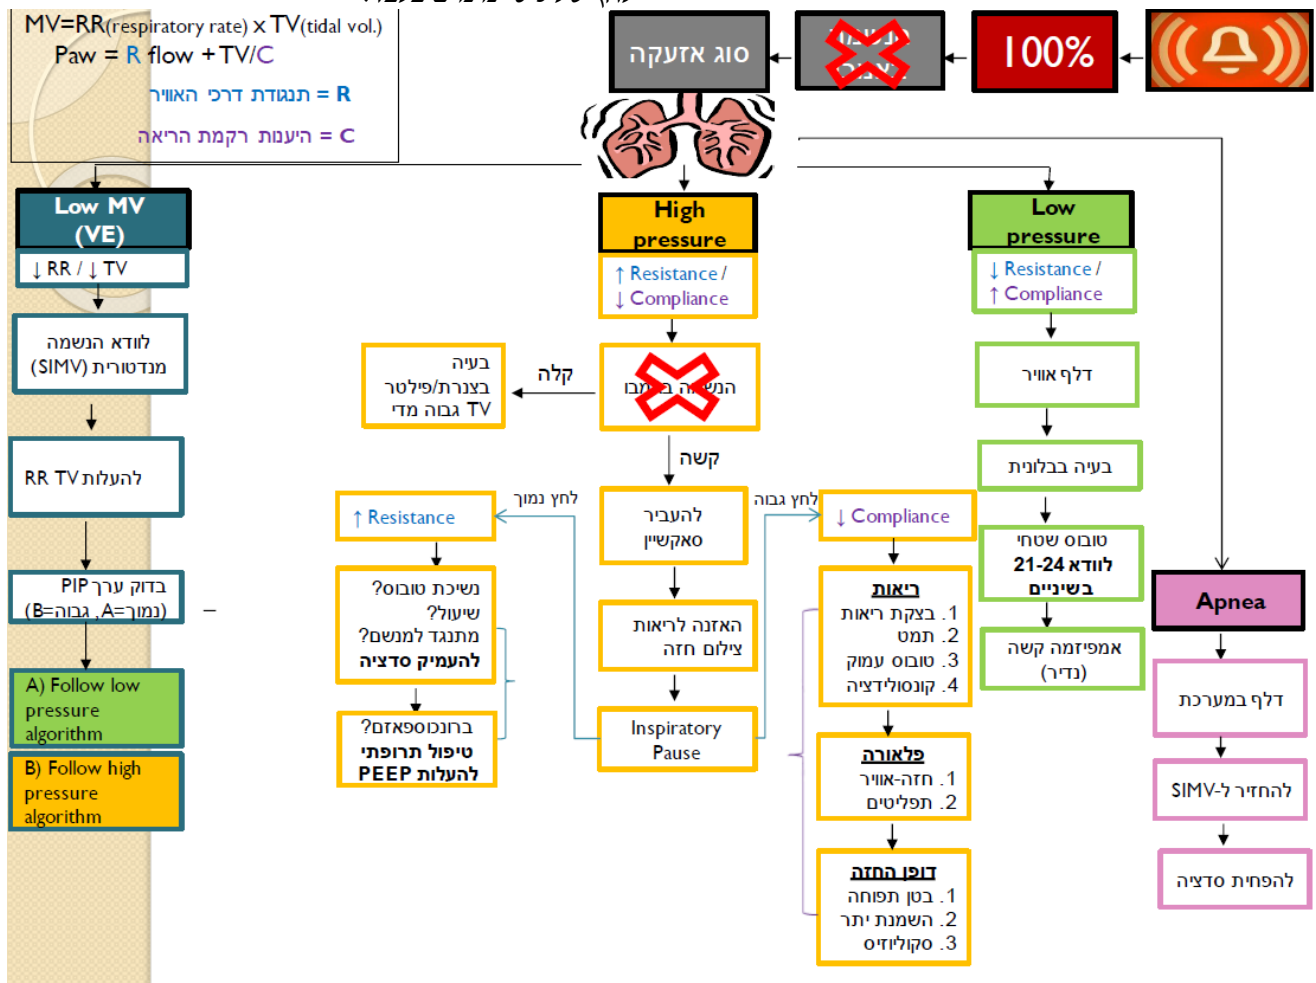 MV=RR(respiratory rate) x TV(tidal vol.)
Paw = R flow + TV/C
R = תנגודת דרכי האוויר
C = היענות רקמת הריאה
100%
סוג אזעקה
Low MV
(VE)
↓ RR / ↓ TV
לוודא הנשמה
מנדטורית (SIMV)
להעלות RR TV
בדוק ערך PIP
(נמוך=A, גבוה=B)
–
A) Follow low
pressure
algorithm
B) Follow high
pressure
algorithm
High
pressure
↑ Resistance /
↓ Compliance
הנשמה
קלה
בעיה
בצנרת/פילטר
TV גבוה מדי
קשה
להעביר
סאקשיין
האזנה לריאות
צילום חזה
Inspiratory
Pause
לחץ נמוך
↑ Resistance
נשיכת טובוס?
שיעול?
מתנגד למנשם?
להעמיק סדציה
ברונכוספאזם?
טיפול תרופתי
להעלות PEEP
לחץ גבוה
↓ Compliance
ריאות
1. בצקת ריאות
2. תמט
3. טובוס עמוק
4. קונסולידציה
פלאורה
1. חזה-אוויר
2. תפליטים
דופן החזה
1. בטן תפוחה
2. השמנת יתר
3. סקוליוזיס
Low
pressure
↓ Resistance /
↑ Compliance
דלף אוויר
בעיה בבלונית
טובוס שטחי
לוודא 21-24
בשיניים
אמפיזמה קשה
(נדיר)
Apnea
דלף במערכת
להחזיר ל-SIMV
להפחית סדציה